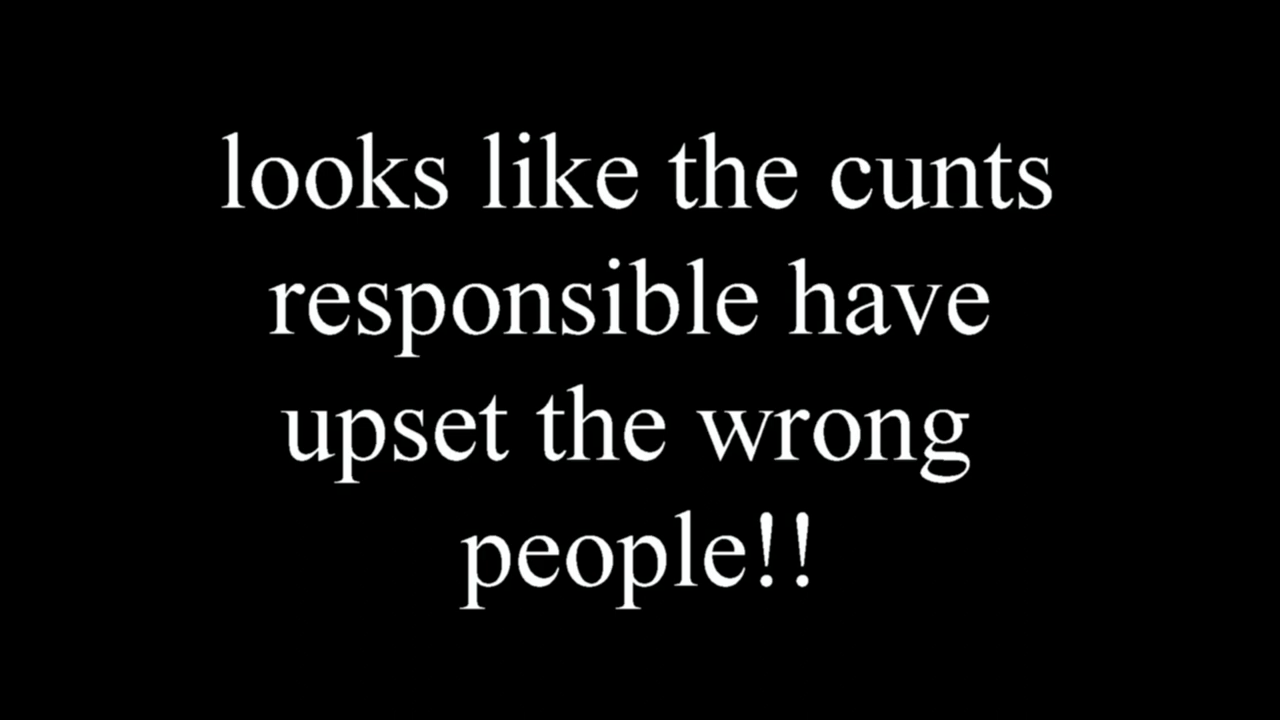 looks like the cunts
responsible have
upset the wrong
people!!